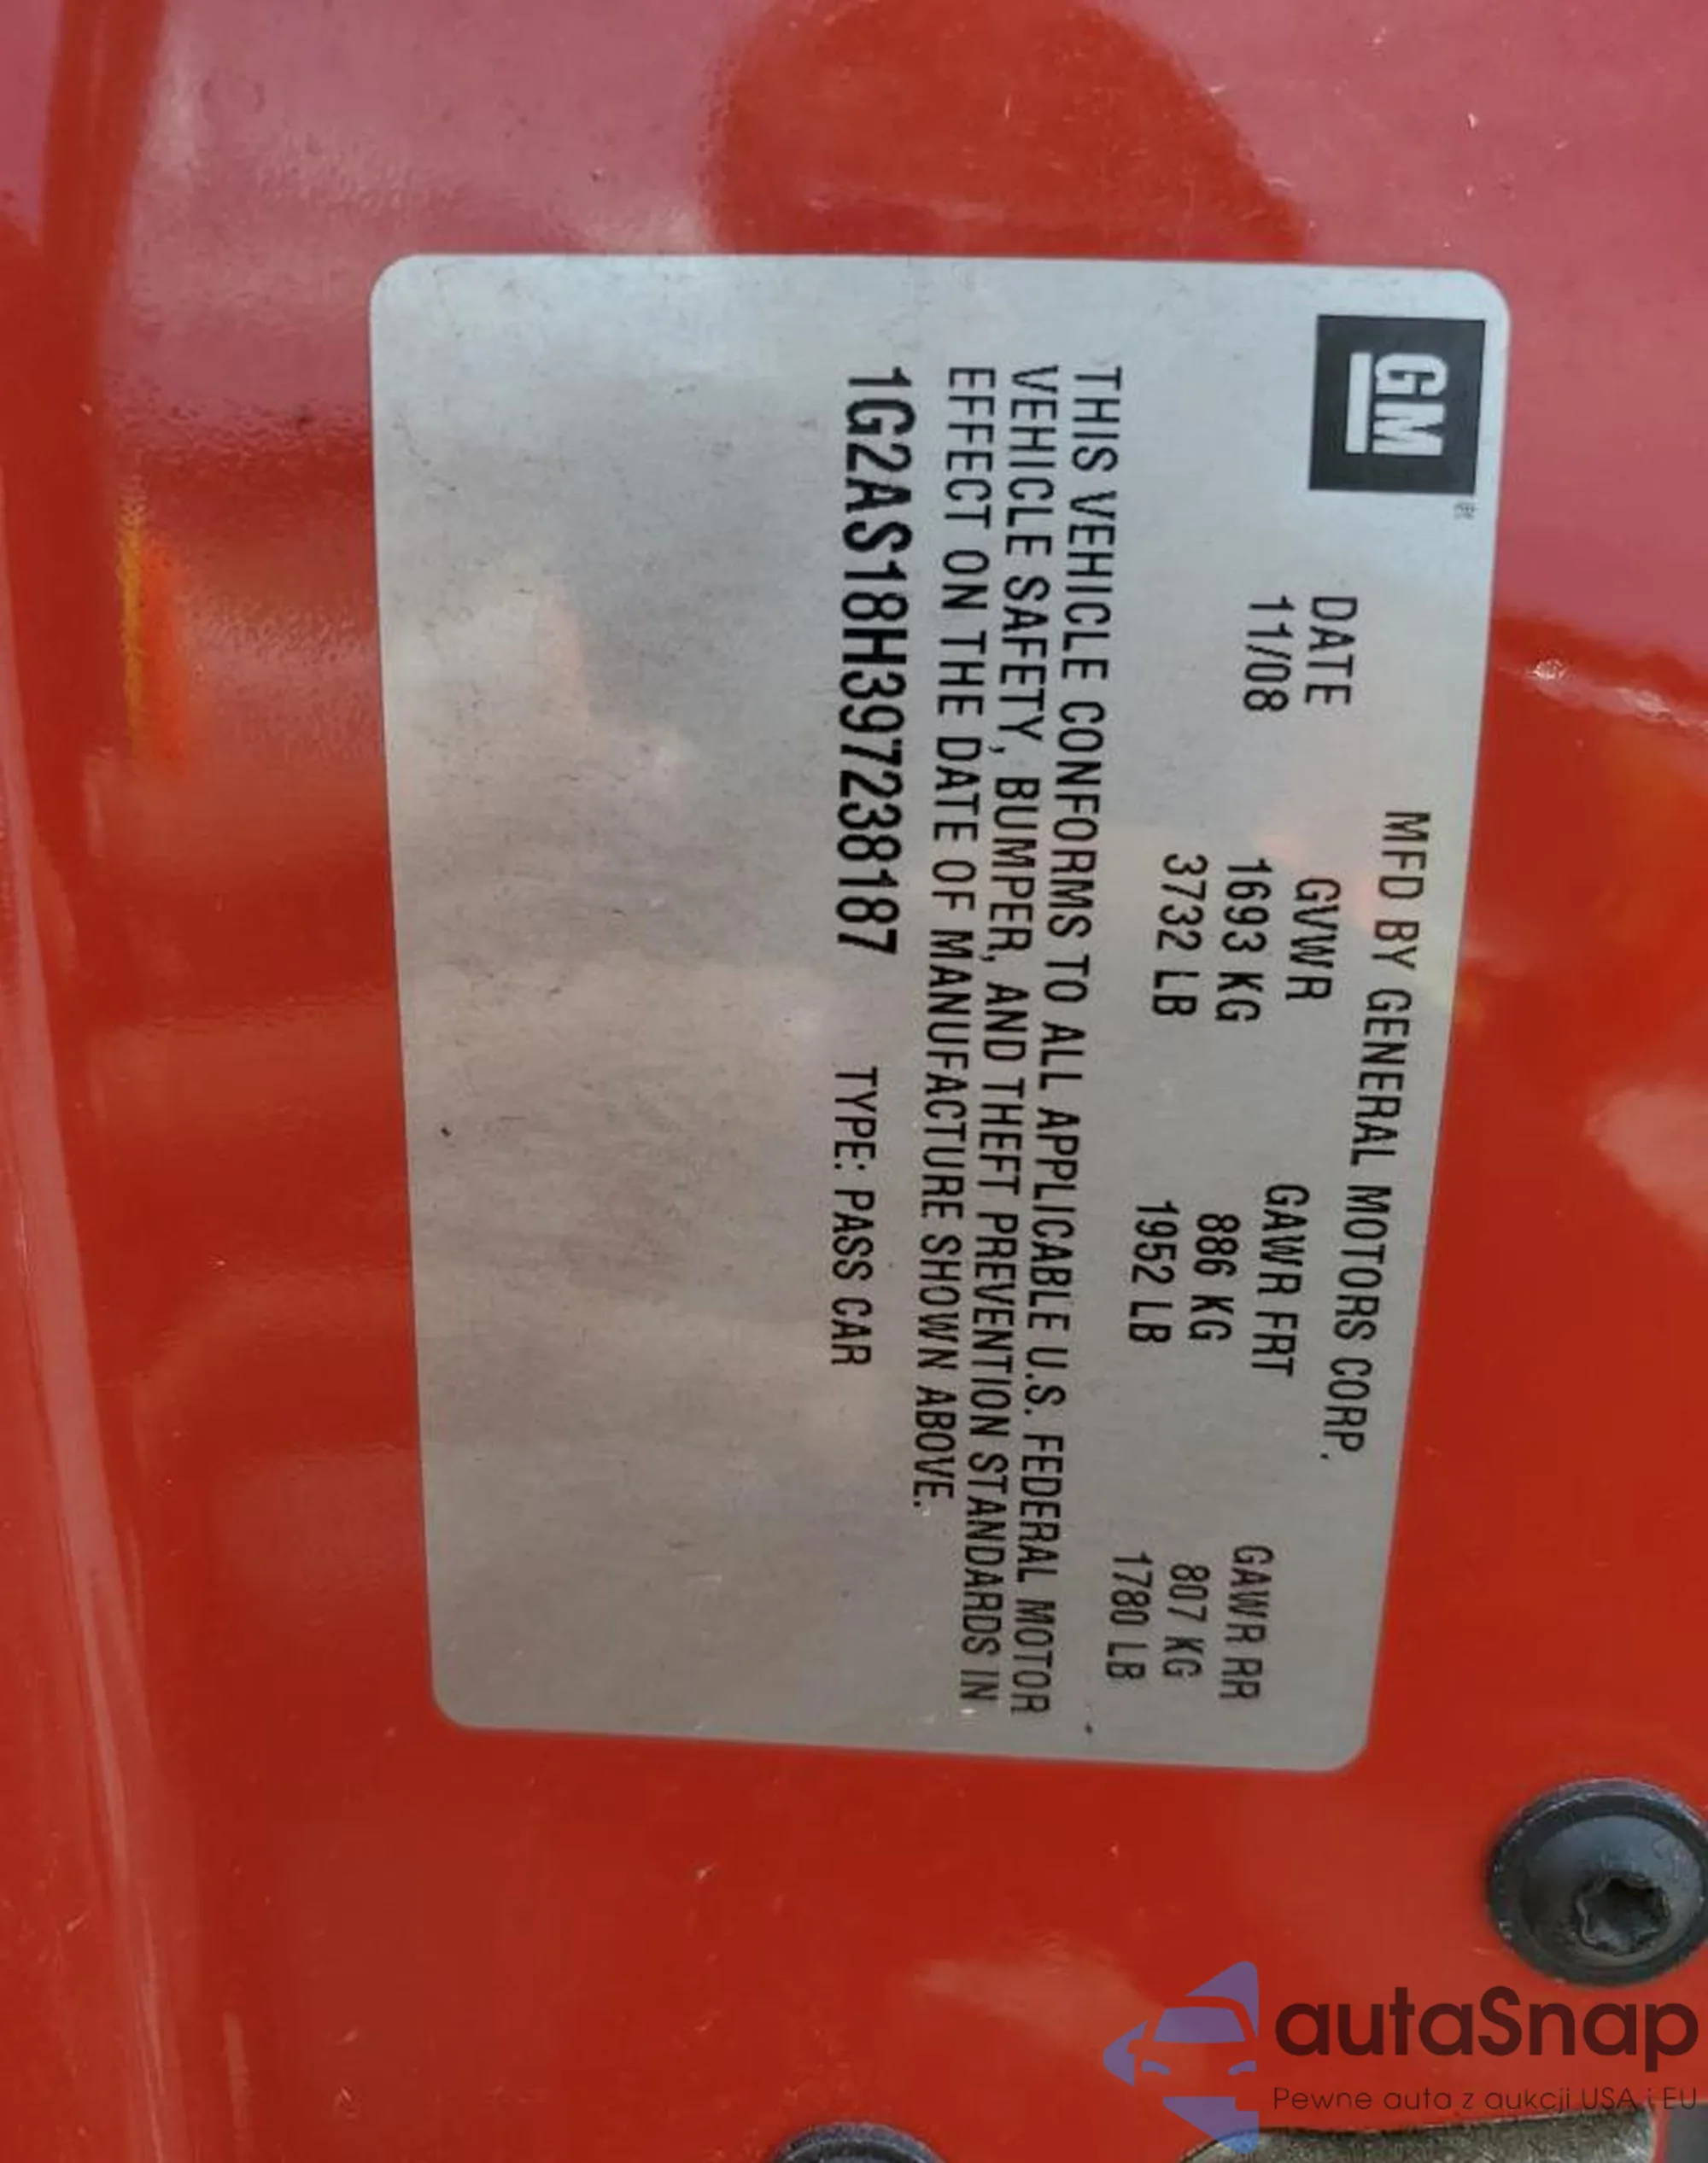 GM
MFD BY GENERAL MOTORS CORP.
DATE GVWR GAWR FRT GAWR RR
11/08 1693 KG 886 KG 807 KG
3732 LB 1952 LB 1780 LB
THIS VEHICLE CONFORMS TO ALL APPLICABLE U.S. FEDERAL MOTOR
VEHICLE SAFETY, BUMPER, AND THEFT PREVENTION STANDARDS IN
EFFECT ON THE DATE OF MANUFACTURE SHOWN ABOVE.
1G2AS18H397238187 TYPE: PASS CAR
autaSnap
Pewne auta z aukcji USA i EU